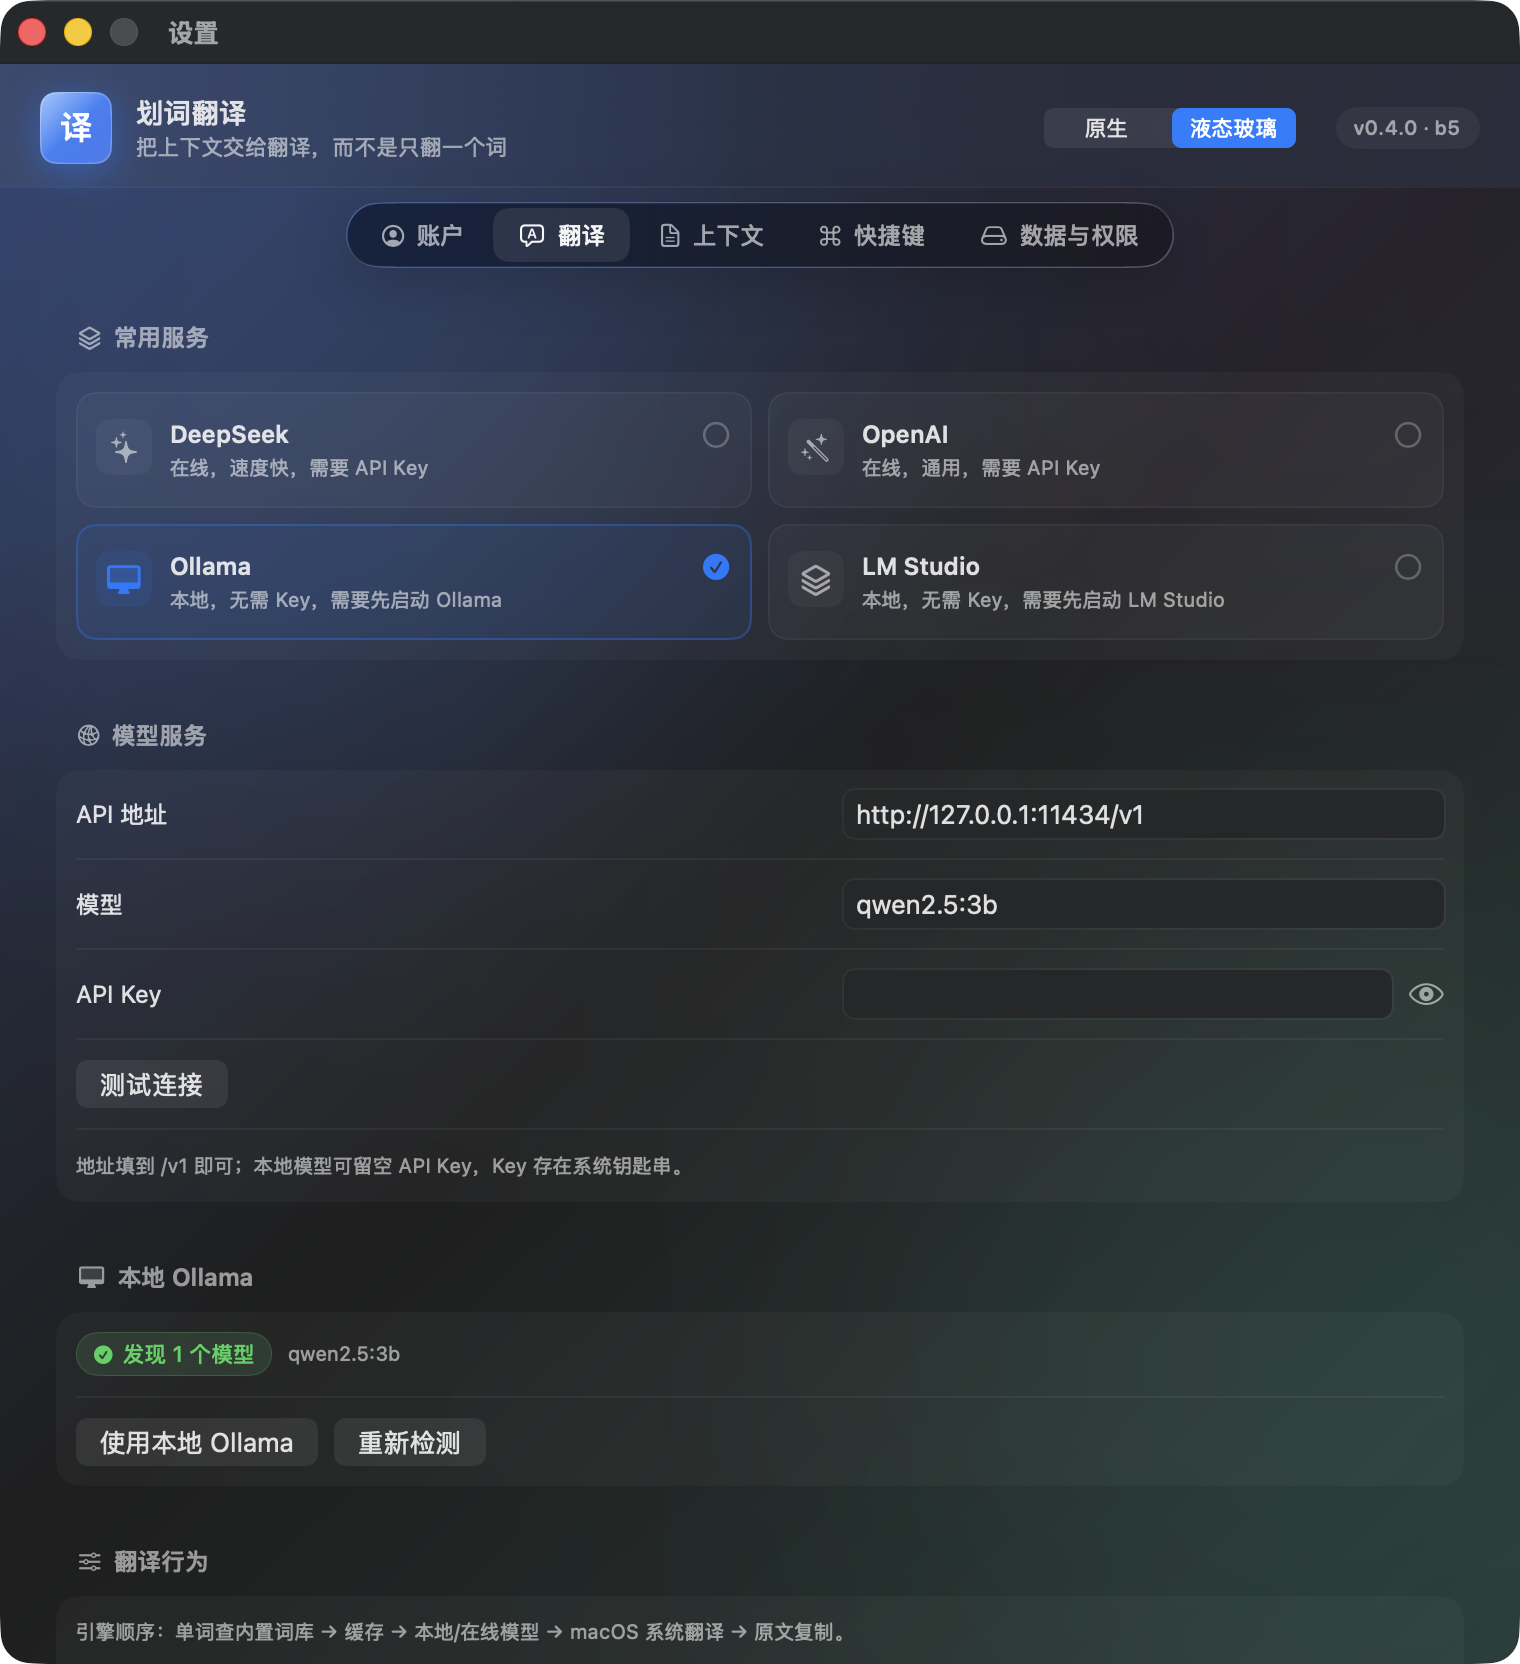 设置
译
划词翻译
把上下文交给翻译，而不是只翻一个词
原生
液态玻璃
v0.4.0 · b5
账户
翻译
上下文
快捷键
数据与权限
常用服务
DeepSeek
在线，速度快，需要 API Key
OpenAI
在线，通用，需要 API Key
Ollama
本地，无需 Key，需要先启动 Ollama
LM Studio
本地，无需 Key，需要先启动 LM Studio
模型服务
API 地址
http://127.0.0.1:11434/v1
模型
qwen2.5:3b
API Key
测试连接
地址填到 /v1 即可；本地模型可留空 API Key，Key 存在系统钥匙串。
本地 Ollama
发现 1 个模型
qwen2.5:3b
使用本地 Ollama
重新检测
翻译行为
引擎顺序：单词查内置词库 → 缓存 → 本地/在线模型 → macOS 系统翻译 → 原文复制。